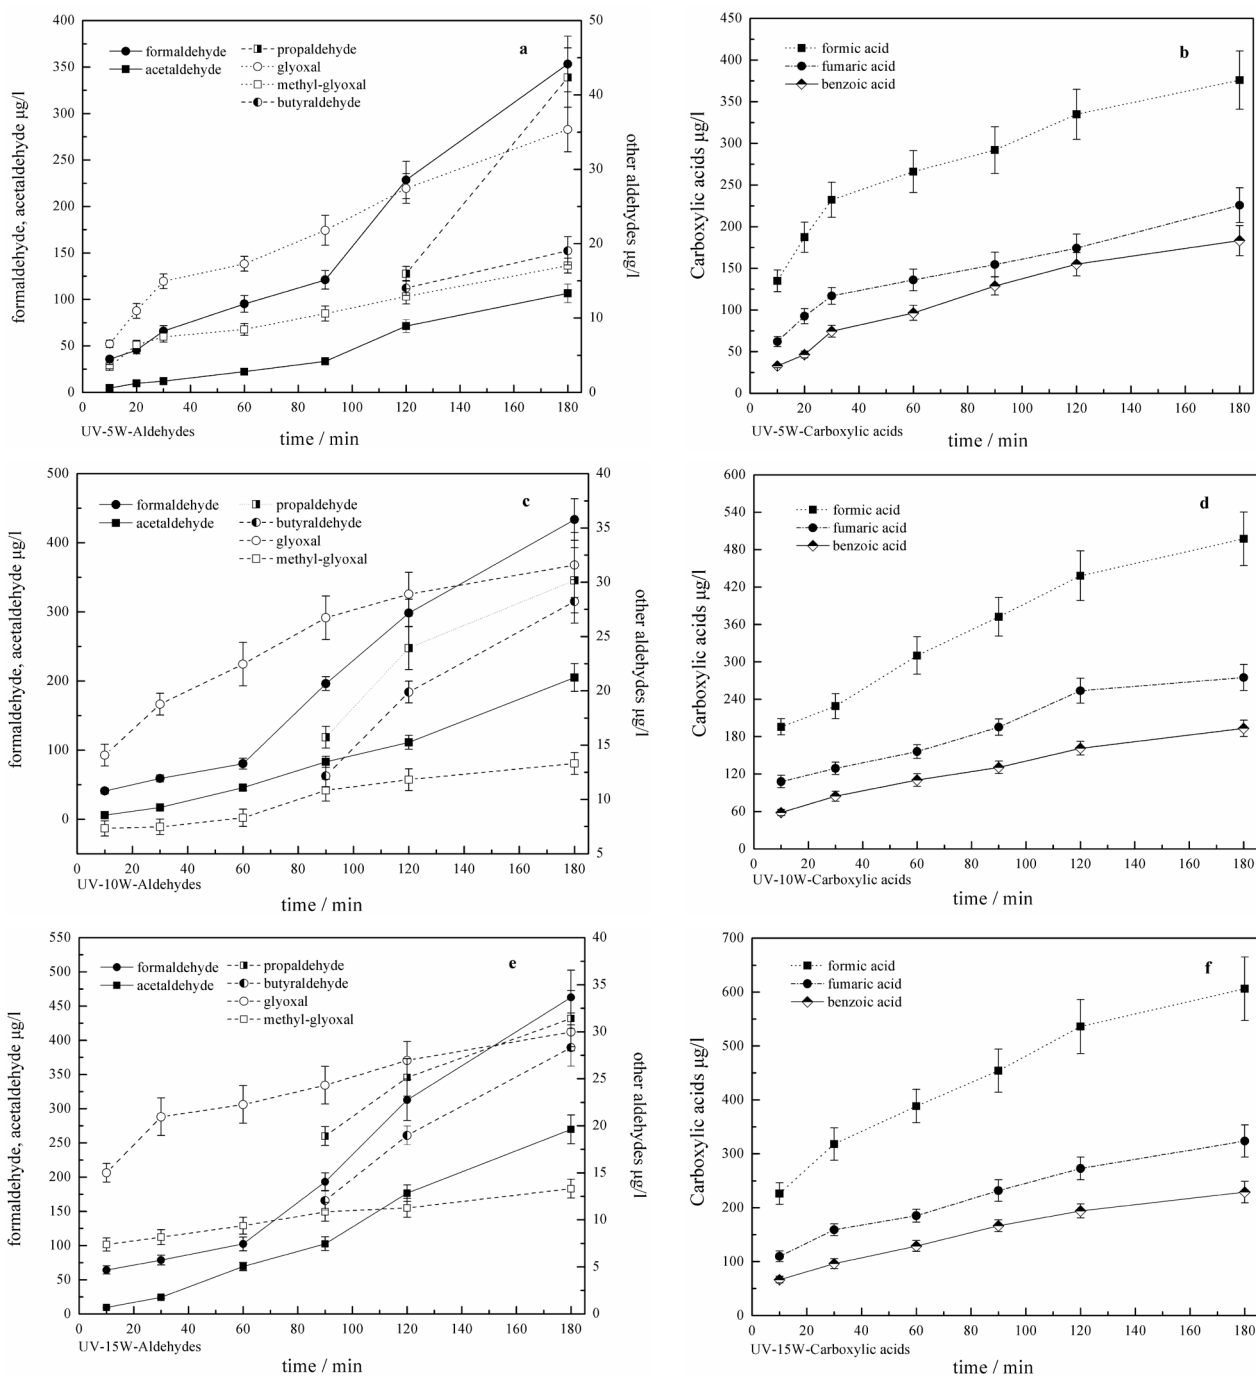 400
350
300
250
200
150
100
50
0
50
40
30
20
10
0
0 20 40 60 80 100 120 140 160 180
formaldehyde, acetaldehyde µg/l
other aldehydes µg/l
formaldehyde
acetaldehyde
propaldehyde
glyoxal
methyl-glyoxal
butyraldehyde
a
UV-5W-Aldehydes
time / min
450
400
350
300
250
200
150
100
50
0
0 20 40 60 80 100 120 140 160 180
Carboxylic acids µg/l
formic acid
fumaric acid
benzoic acid
b
UV-5W-Carboxylic acids
time / min
500
400
300
200
100
0
40
35
30
25
20
15
10
5
0 20 40 60 80 100 120 140 160 180
formaldehyde, acetaldehyde µg/l
other aldehydes µg/l
formaldehyde
acetaldehyde
propaldehyde
butyraldehyde
glyoxal
methyl-glyoxal
c
UV-10W-Aldehydes
time / min
600
540
480
420
360
300
240
180
120
60
0
0 20 40 60 80 100 120 140 160 180
Carboxylic acids µg/l
formic acid
fumaric acid
benzoic acid
d
UV-10W-Carboxylic acids
time / min
550
500
450
400
350
300
250
200
150
100
50
0
40
35
30
25
20
15
10
5
0
0 20 40 60 80 100 120 140 160 180
formaldehyde, acetaldehyde µg/l
other aldehydes µg/l
formaldehyde
acetaldehyde
propaldehyde
butyraldehyde
glyoxal
methyl-glyoxal
e
UV-15W-Aldehydes
time / min
700
600
500
400
300
200
100
0
0 20 40 60 80 100 120 140 160 180
Carboxylic acids µg/l
formic acid
fumaric acid
benzoic acid
f
UV-15W-Carboxylic acids
time / min